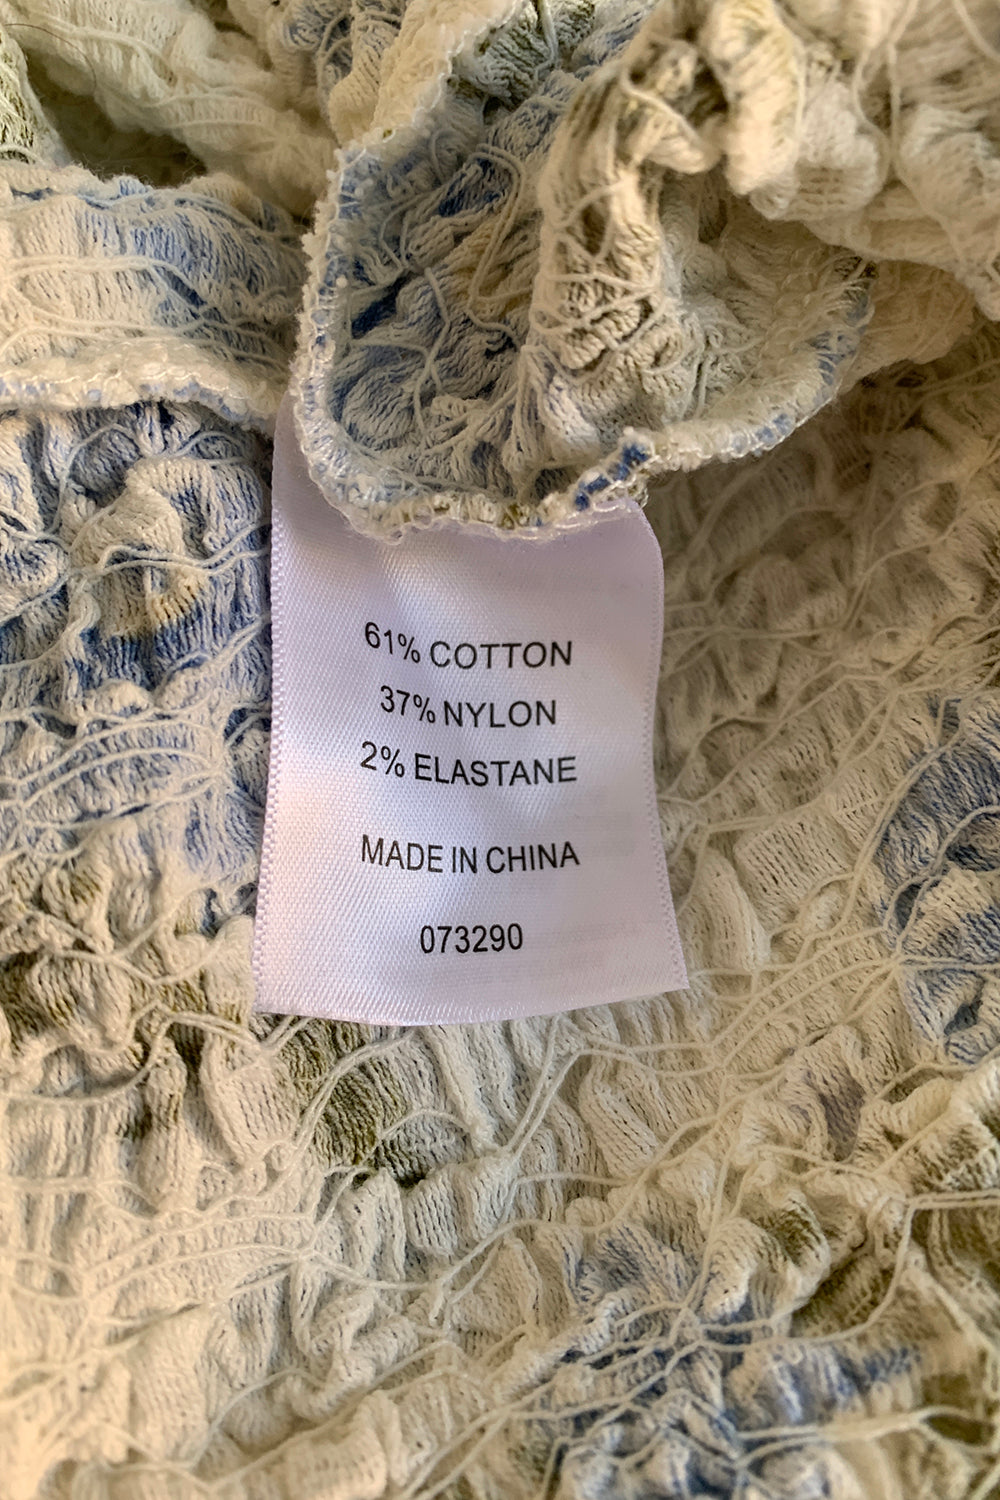 61% COTTON
37% NYLON
2% ELASTANE
MADE IN CHINA
073290